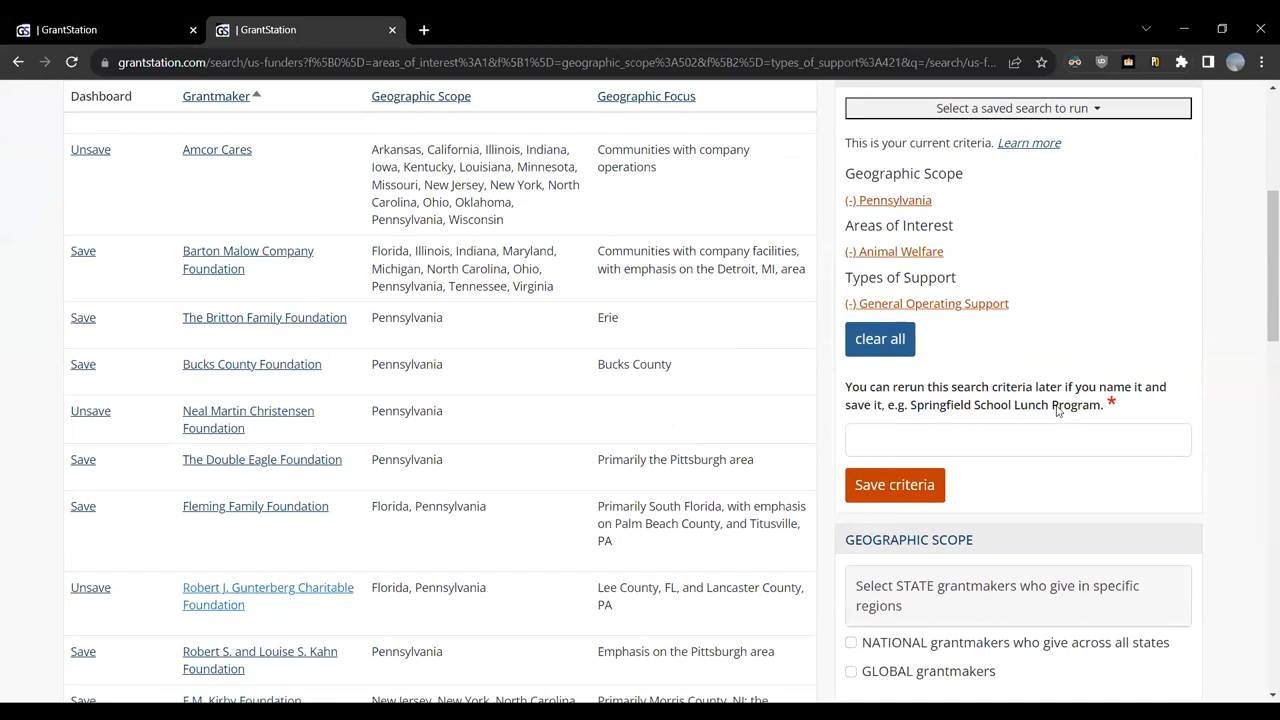 | GrantStation
| GrantStation
grantstation.com/search/us-funders?f%5B0%5D=areas_of_interest%3A1&f%5B1%5D=geographic_scope%3A502&f%5B2%5D=types_of_support%3A421&q=/search/us-f...
Dashboard Grantmaker Geographic Scope Geographic Focus
Unsave Amcor Cares Arkansas, California, Illinois, Indiana, Communities with company
Iowa, Kentucky, Louisiana, Minnesota, operations
Missouri, New Jersey, New York, North
Carolina, Ohio, Oklahoma,
Pennsylvania, Wisconsin
Save Barton Malow Company Florida, Illinois, Indiana, Maryland, Communities with company facilities,
Foundation Michigan, North Carolina, Ohio, with emphasis on the Detroit, MI, area
Pennsylvania, Tennessee, Virginia
Save The Britton Family Foundation Pennsylvania Erie
Save Bucks County Foundation Pennsylvania Bucks County
Unsave Neal Martin Christensen Pennsylvania
Foundation
Save The Double Eagle Foundation Pennsylvania Primarily the Pittsburgh area
Save Fleming Family Foundation Florida, Pennsylvania Primarily South Florida, with emphasis
on Palm Beach County, and Titusville,
PA
Unsave Robert J. Gunterberg Charitable Florida, Pennsylvania Lee County, FL, and Lancaster County,
Foundation PA
Save Robert S. and Louise S. Kahn Pennsylvania Emphasis on the Pittsburgh area
Foundation
Save F.M. Kirby Foundation New Jersey, New York, North Carolina, Primarily Morris County, NJ; the
Select a saved search to run
This is your current criteria. Learn more
Geographic Scope
(-) Pennsylvania
Areas of Interest
(-) Animal Welfare
Types of Support
(-) General Operating Support
clear all
You can rerun this search criteria later if you name it and
save it, e.g. Springfield School Lunch Program. *
Save criteria
GEOGRAPHIC SCOPE
Select STATE grantmakers who give in specific
regions
NATIONAL grantmakers who give across all states
GLOBAL grantmakers